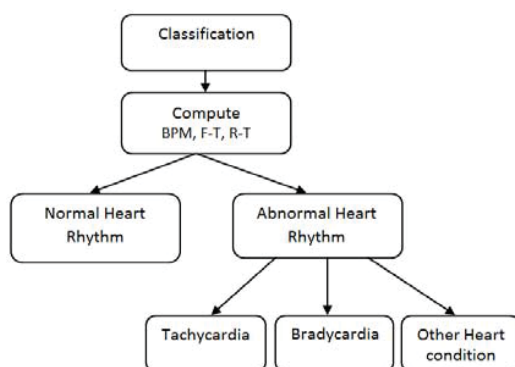 Classification
Compute
BPM, F-T, R-T
Normal Heart
Rhythm
Abnormal Heart
Rhythm
Tachycardia
Bradycardia
Other Heart
condition